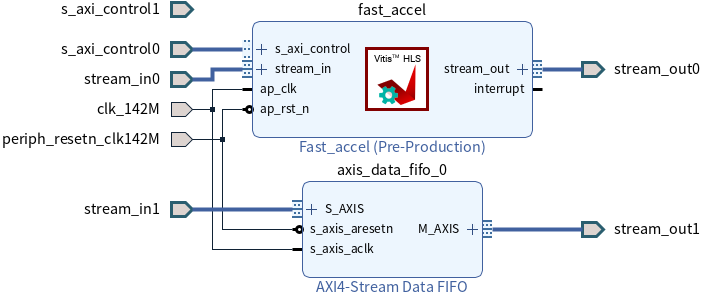 s_axi_control1
fast_accel
s_axi_control0
s_axi_control
stream_in0
stream_in
Vitis™ HLS
stream_out
stream_out0
clk_142M
ap_clk
interrupt
ap_rst_n
periph_resetn_clk142M
Fast_accel (Pre-Production)
axis_data_fifo_0
stream_in1
S_AXIS
s_axis_aresetn
M_AXIS
stream_out1
s_axis_aclk
AXI4-Stream Data FIFO